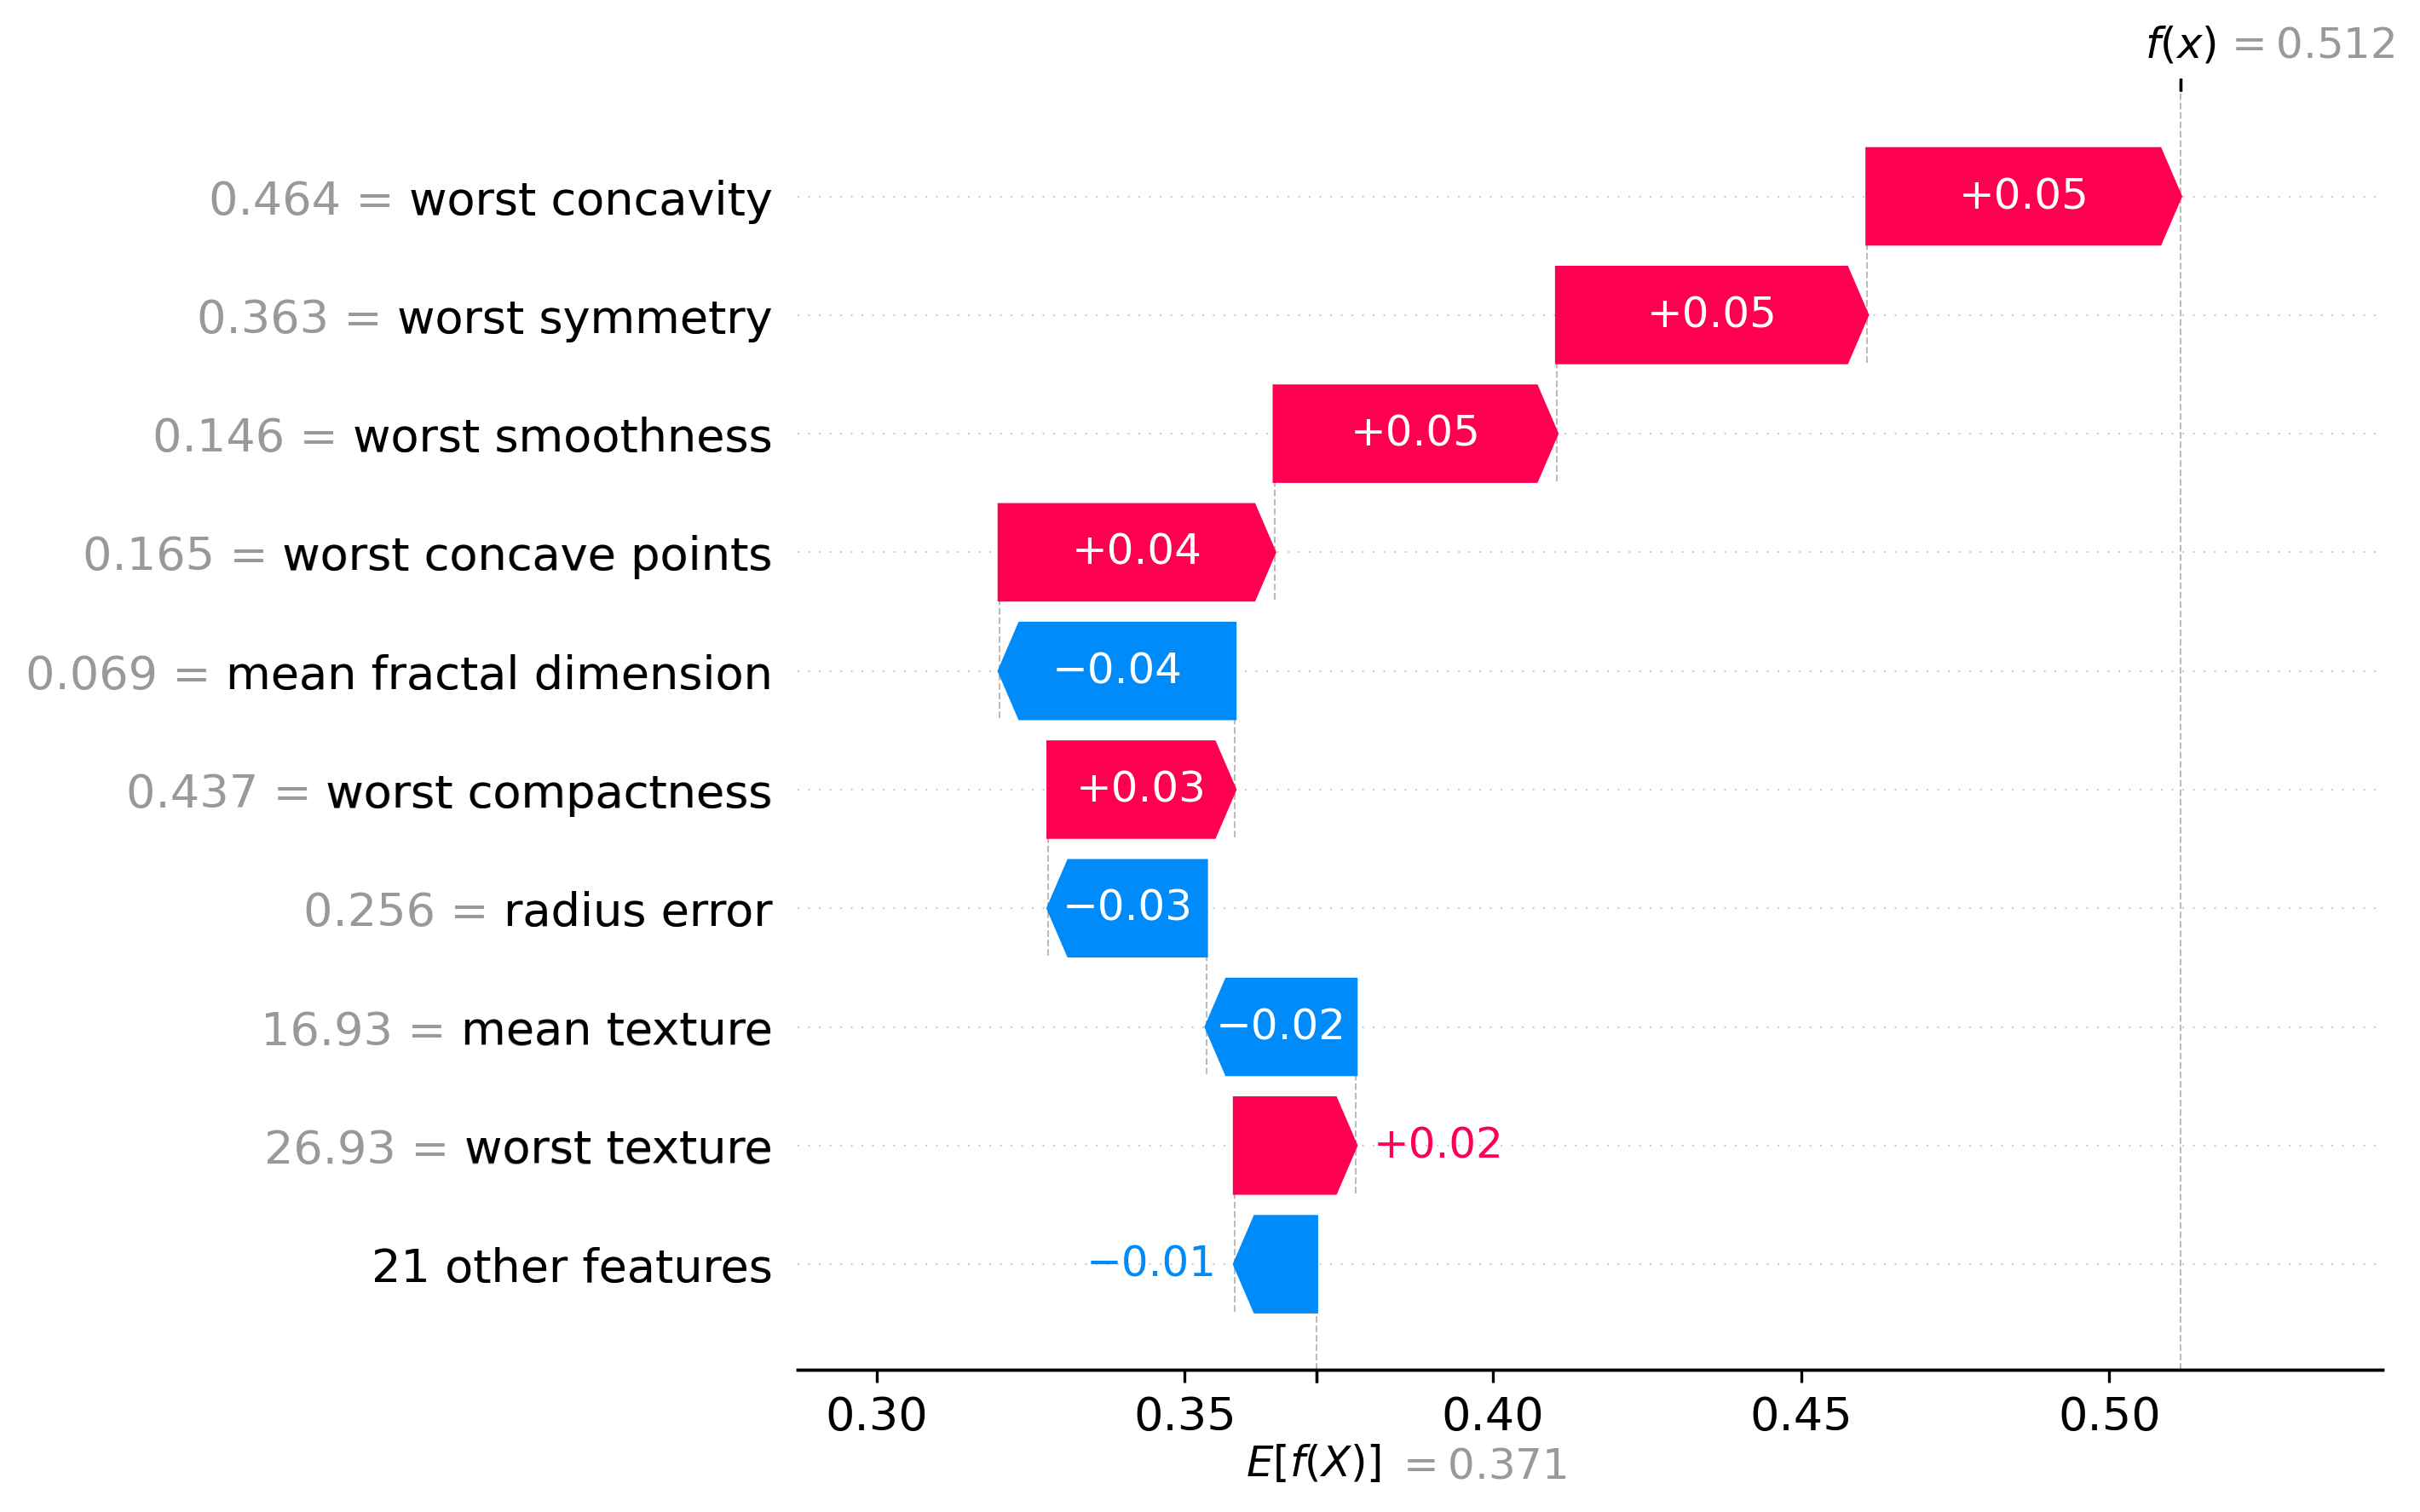 f(x) = 0.512
0.464 = worst concavity +0.05
0.363 = worst symmetry +0.05
0.146 = worst smoothness +0.05
0.165 = worst concave points +0.04
0.069 = mean fractal dimension −0.04
0.437 = worst compactness +0.03
0.256 = radius error −0.03
16.93 = mean texture −0.02
26.93 = worst texture +0.02
21 other features −0.01
0.30 0.35 0.40 0.45 0.50
E[f(X)] = 0.371